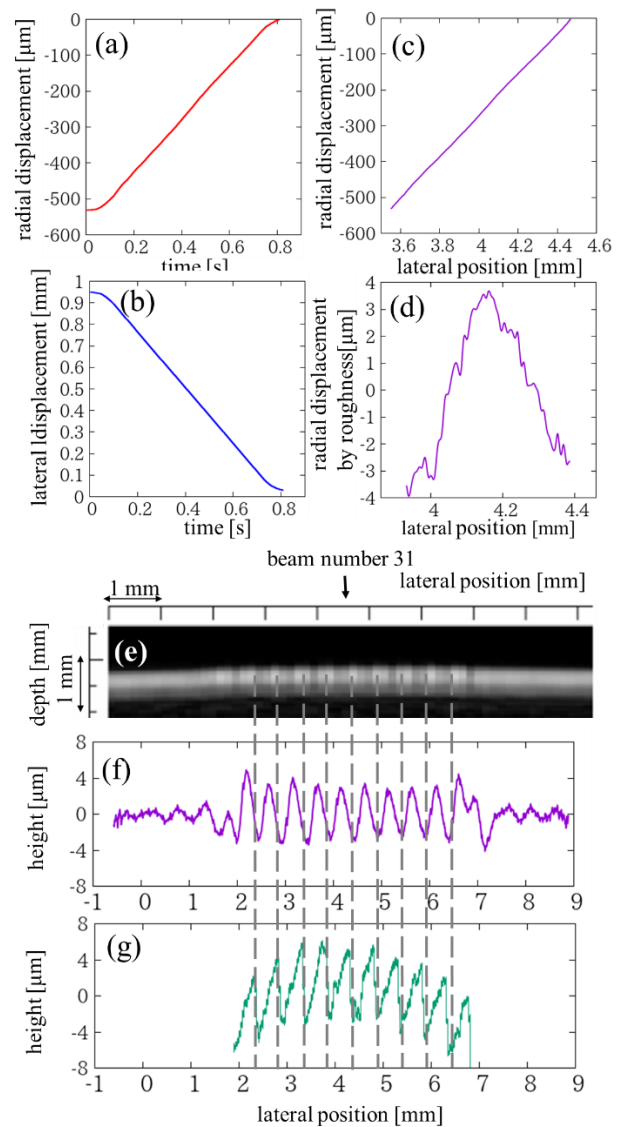 (a)
radial displacement [μm]
0
-100
-200
-300
-400
-500
-600
0 0.2 0.4 0.6 0.8
time [s]
(c)
radial displacement [μm]
0
-100
-200
-300
-400
-500
-600
3.6 3.8 4 4.2 4.4 4.6
lateral position [mm]
(b)
lateral ldisplacement [mm]
1
0.9
0.8
0.7
0.6
0.5
0.4
0.3
0.2
0.1
0
0 0.2 0.4 0.6 0.8
time [s]
(d)
radial displacement
by roughness[μm]
4
3
2
1
0
-1
-2
-3
-4
4 4.2 4.4
lateral position [mm]
beam number 31
1 mm
lateral position [mm]
(e)
depth [mm]
1 mm
(f)
height [μm]
8
4
0
-4
-8
-1 0 1 2 3 4 5 6 7 8 9
(g)
height [μm]
8
4
0
-4
-8
-1 0 1 2 3 4 5 6 7 8 9
lateral position [mm]